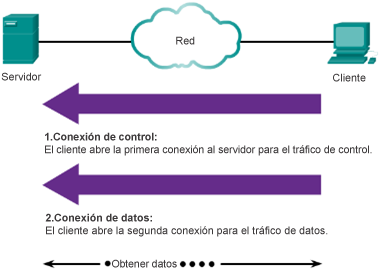 Red
Servidor
Cliente
1.Conexión de control:
El cliente abre la primera conexión al servidor para el tráfico de control.
2.Conexión de datos:
El cliente abre la segunda conexión para el tráfico de datos.
Obtener datos